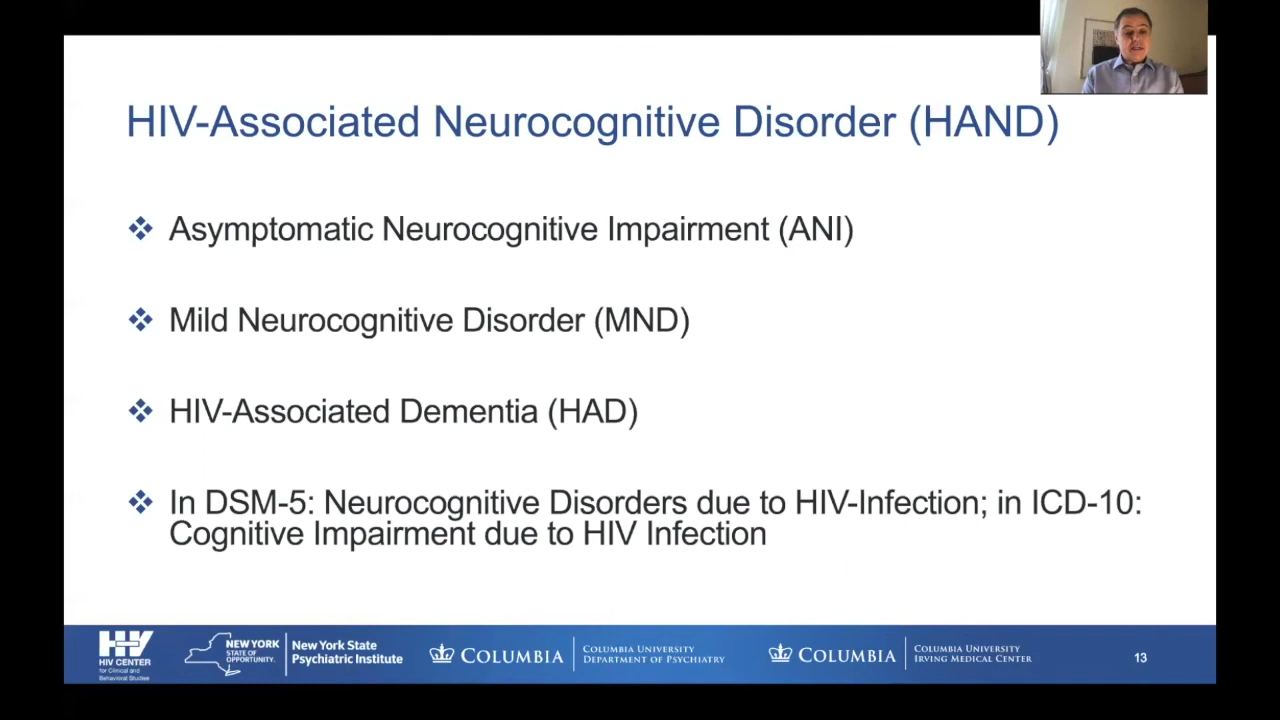 HIV-Associated Neurocognitive Disorder (HAND)
Asymptomatic Neurocognitive Impairment (ANI)
Mild Neurocognitive Disorder (MND)
HIV-Associated Dementia (HAD)
In DSM-5: Neurocognitive Disorders due to HIV-Infection; in ICD-10:
Cognitive Impairment due to HIV Infection
HIV
HIV CENTER
for Clinical and
Behavioral Studies
NEW YORK
STATE OF
OPPORTUNITY.
New York State
Psychiatric Institute
COLUMBIA
COLUMBIA UNIVERSITY
DEPARTMENT OF PSYCHIATRY
COLUMBIA
COLUMBIA UNIVERSITY
IRVING MEDICAL CENTER
13